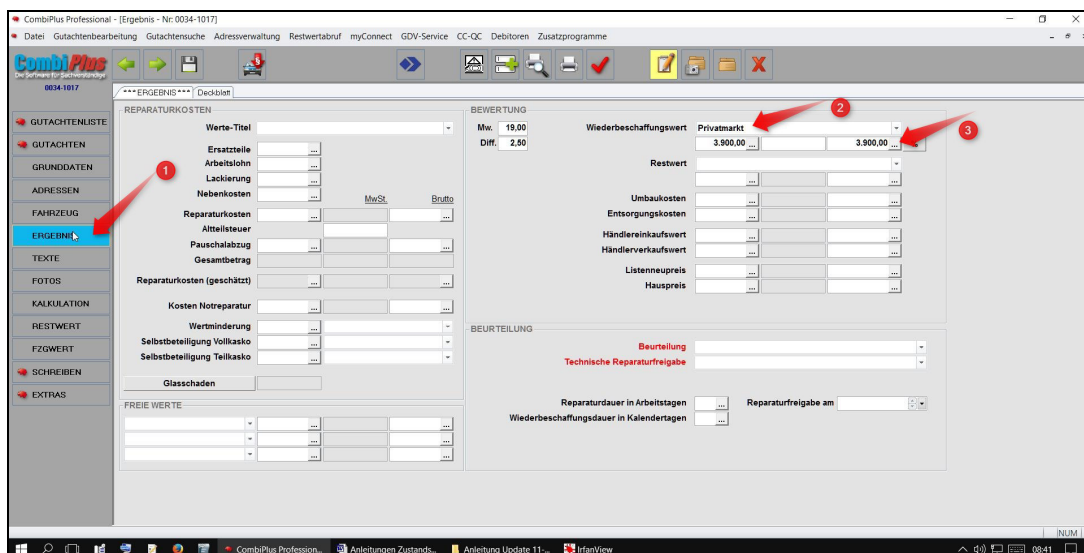 CombiPlus Professional - [Ergebnis - Nr: 0034-1017]
Datei Gutachtenbearbeitung Gutachtensuche Adressverwaltung Restwertabruf myConnect GDV-Service CC-QC Debitoren Zusatzprogramme
CombiPlus
Die Software für Sachverständige
0034-1017
***ERGEBNIS*** Deckblatt
GUTACHTENLISTE
GUTACHTEN
GRUNDDATEN
ADRESSEN
FAHRZEUG
ERGEBNIS
TEXTE
FOTOS
KALKULATION
RESTWERT
FZGWERT
SCHREIBEN
EXTRAS
1
REPARATURKOSTEN
Werte-Titel
Ersatzteile ...
Arbeitslohn ...
Lackierung ...
Nebenkosten ...
MwSt. Brutto
Reparaturkosten ... ...
Altteilsteuer
Pauschalabzug ... ...
Gesamtbetrag
Reparaturkosten (geschätzt) ... ...
Kosten Notreparatur ... ...
Wertminderung ...
Selbstbeteiligung Vollkasko ...
Selbstbeteiligung Teilkasko ...
Glasschaden
FREIE WERTE
... ...
... ...
... ...
BEWERTUNG
2
3
Mw. 19,00 Wiederbeschaffungswert Privatmarkt
Diff. 2,50 3.900,00 ... 3.900,00 ... ...
Restwert
... ...
Umbaukosten ... ...
Entsorgungskosten ... ...
Händlereinkaufswert ... ...
Händlerverkaufswert ... ...
Listenneupreis ... ...
Hauspreis ... ...
BEURTEILUNG
Beurteilung
Technische Reparaturfreigabe
Reparaturdauer in Arbeitstagen ... Reparaturfreigabe am
Wiederbeschaffungsdauer in Kalendertagen ...
NUM
CombiPlus Profession... Anleitungen Zustands... Anleitung Update 11-... IrfanView 08:41